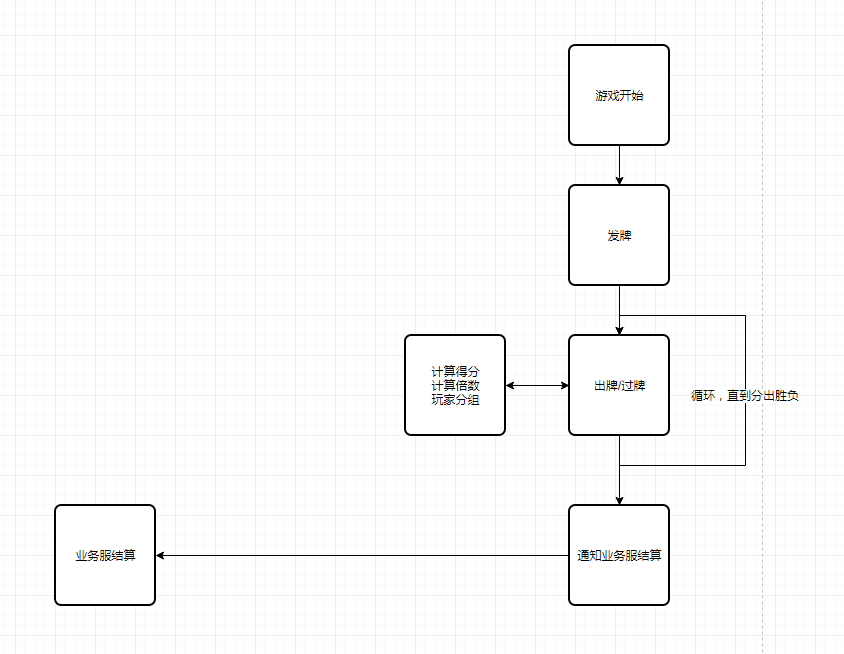 游戏开始
发牌
计算得分
计算倍数
玩家分组
出牌/过牌
循环，直到分出胜负
业务服结算
通知业务服结算